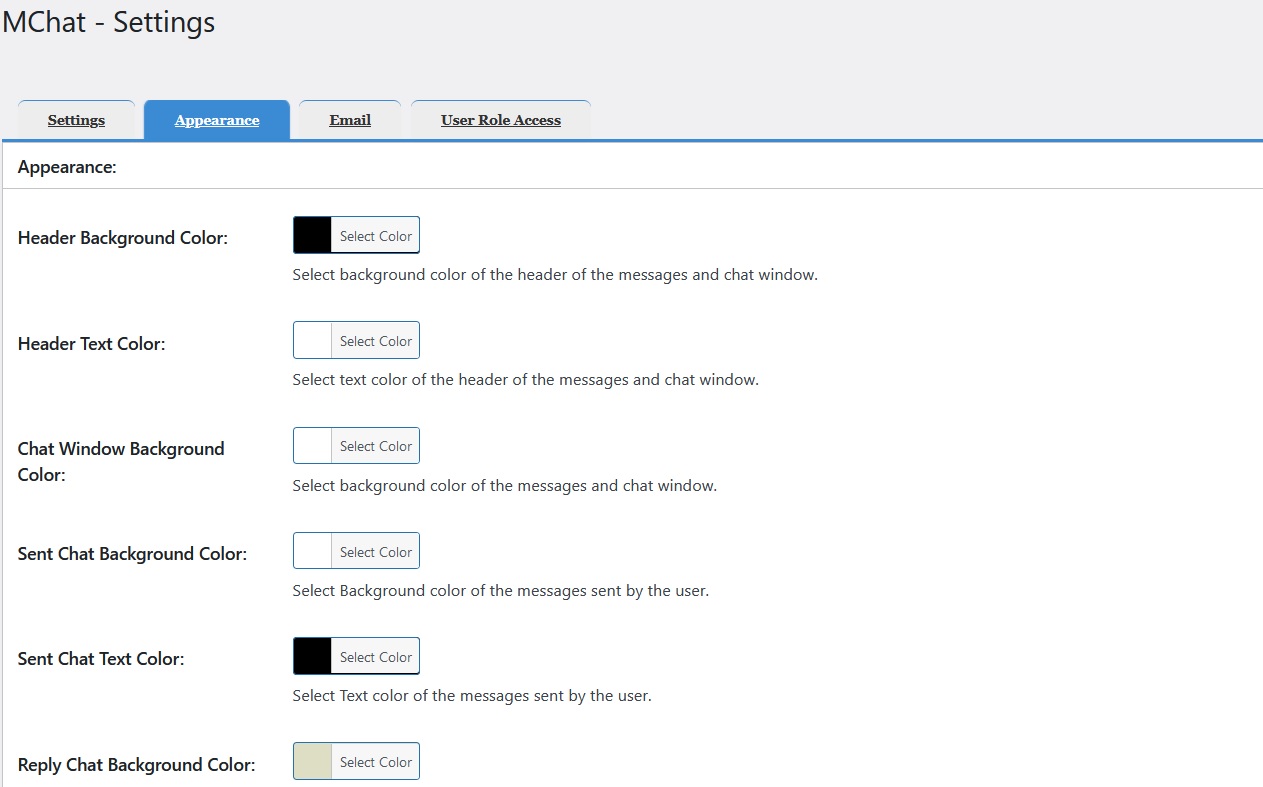 MChat - Settings
Settings
Appearance
Email
User Role Access
Appearance:
Header Background Color:
Select Color
Select background color of the header of the messages and chat window.
Header Text Color:
Select Color
Select text color of the header of the messages and chat window.
Chat Window Background
Color:
Select Color
Select background color of the messages and chat window.
Sent Chat Background Color:
Select Color
Select Background color of the messages sent by the user.
Sent Chat Text Color:
Select Color
Select Text color of the messages sent by the user.
Reply Chat Background Color:
Select Color